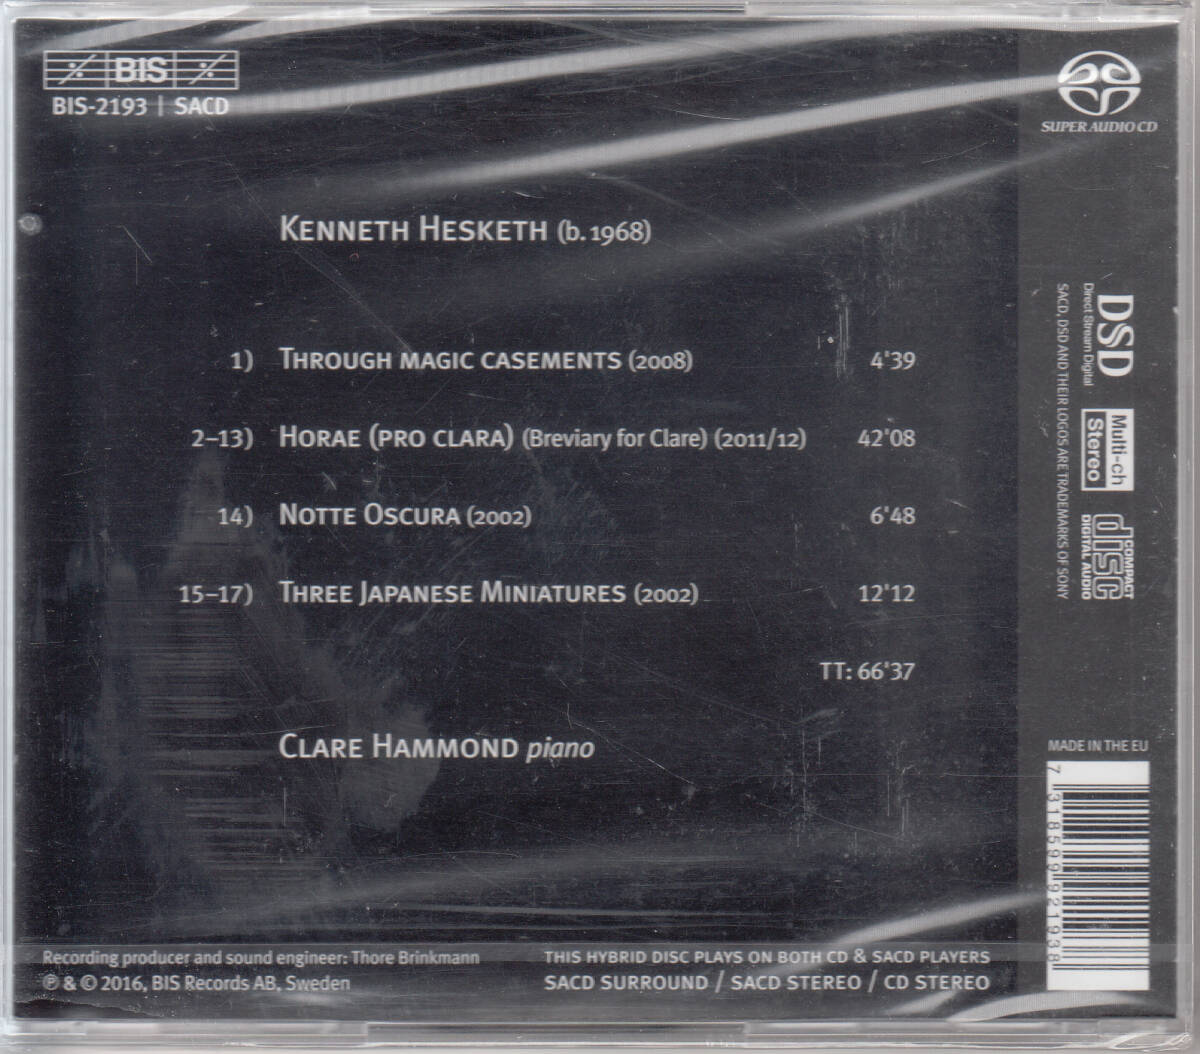 BIS
BIS-2193 | SACD
SUPER AUDIO CD
KENNETH HESKETH (b. 1968)
1) THROUGH MAGIC CASEMENTS (2008) 4'39
2–13) HORAE (PRO CLARA) (Breviary for Clare) (2011/12) 42'08
14) NOTTE OSCURA (2002) 6'48
15–17) THREE JAPANESE MINIATURES (2002) 12'12
TT: 66'37
CLARE HAMMOND piano
Recording producer and sound engineer: Thore Brinkmann
℗ & © 2016, BIS Records AB, Sweden
THIS HYBRID DISC PLAYS ON BOTH CD & SACD PLAYERS
SACD SURROUND / SACD STEREO / CD STEREO
DSD
Direct Stream Digital
SACD, DSD AND THEIR LOGOS ARE TRADEMARKS OF SONY
Multi-ch
Stereo
COMPACT
disc
DIGITAL AUDIO
MADE IN THE EU
7 318599 921938